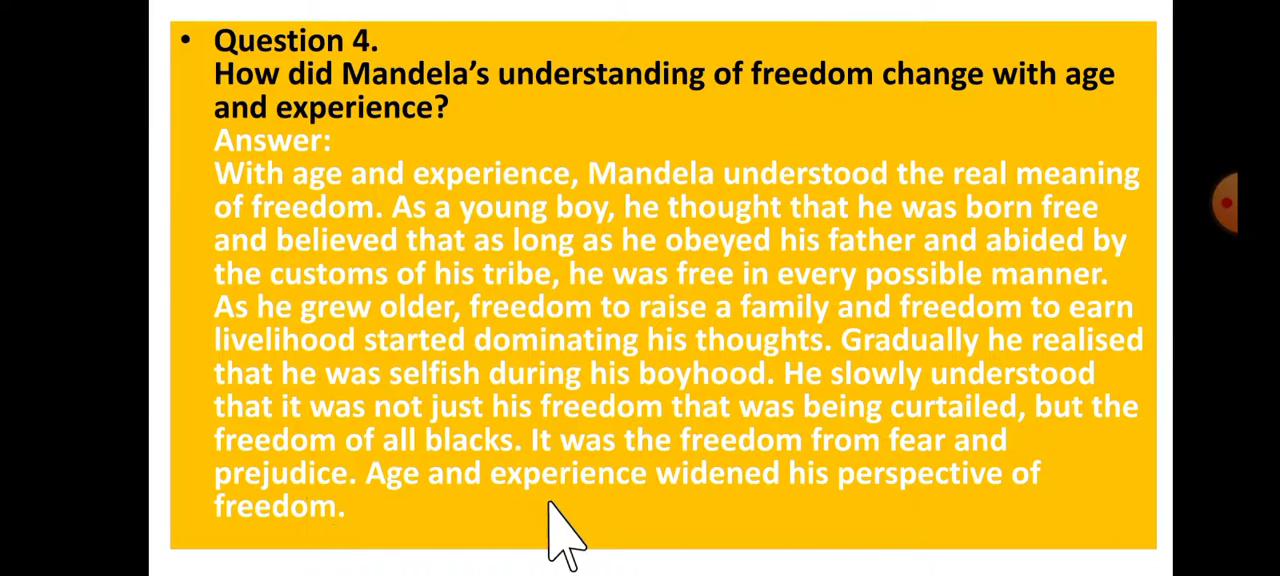 • Question 4.
How did Mandela's understanding of freedom change with age
and experience?
Answer:
With age and experience, Mandela understood the real meaning
of freedom. As a young boy, he thought that he was born free
and believed that as long as he obeyed his father and abided by
the customs of his tribe, he was free in every possible manner.
As he grew older, freedom to raise a family and freedom to earn
livelihood started dominating his thoughts. Gradually he realised
that he was selfish during his boyhood. He slowly understood
that it was not just his freedom that was being curtailed, but the
freedom of all blacks. It was the freedom from fear and
prejudice. Age and experience widened his perspective of
freedom.